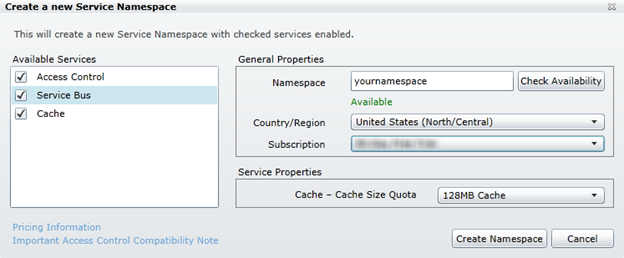 Create a new Service Namespace
This will create a new Service Namespace with checked services enabled.
Available Services
Access Control
Service Bus
Cache
General Properties
Namespace yournamespace Check Availability
Available
Country/Region United States (North/Central)
Subscription
Service Properties
Cache – Cache Size Quota 128MB Cache
Pricing Information
Important Access Control Compatibility Note
Create Namespace Cancel